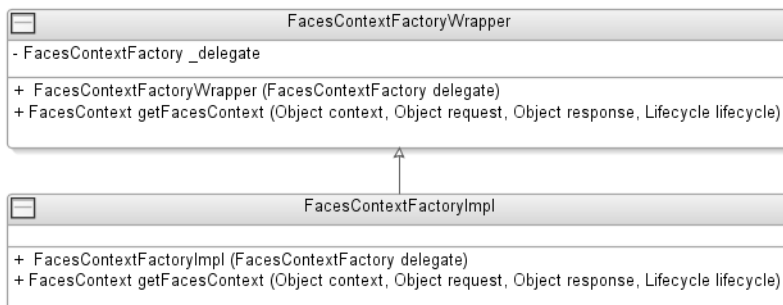 FacesContextFactoryWrapper
- FacesContextFactory _delegate
+ FacesContextFactoryWrapper (FacesContextFactory delegate)
+ FacesContext getFacesContext (Object context, Object request, Object response, Lifecycle lifecycle)
FacesContextFactoryImpl
+ FacesContextFactoryImpl (FacesContextFactory delegate)
+ FacesContext getFacesContext (Object context, Object request, Object response, Lifecycle lifecycle)